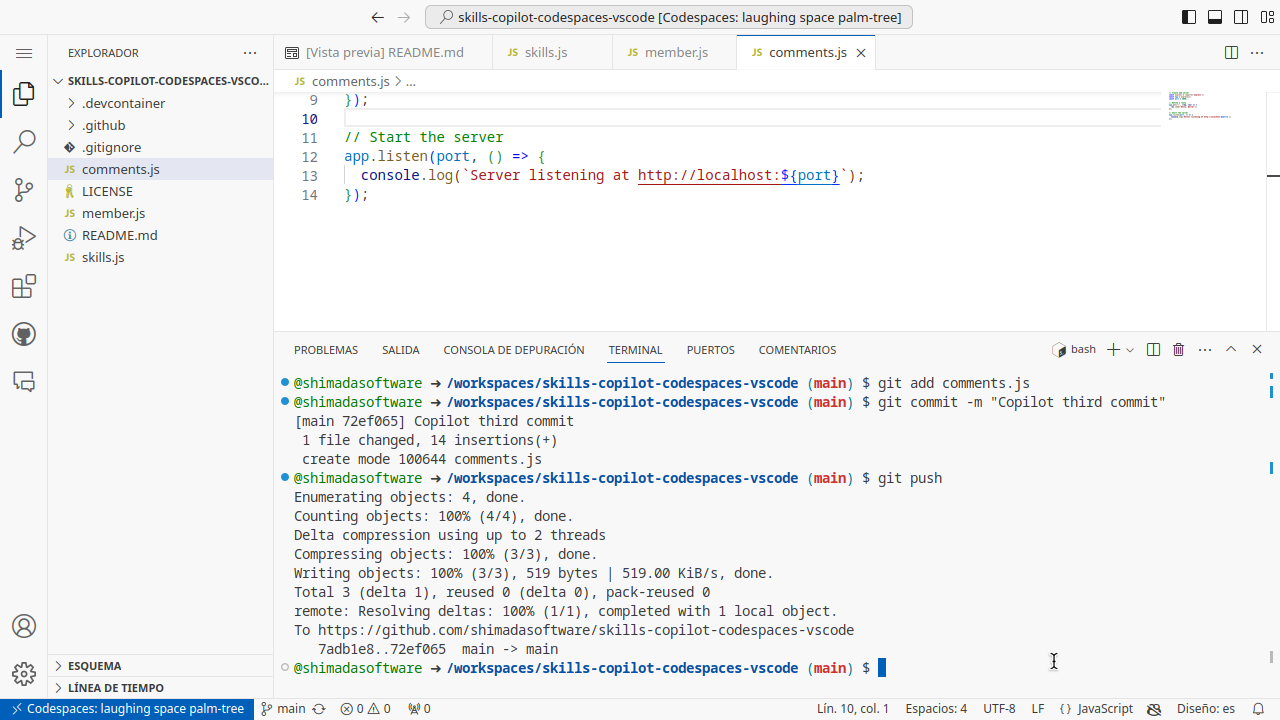 skills-copilot-codespaces-vscode [Codespaces: laughing space palm-tree]
EXPLORADOR
SKILLS-COPILOT-CODESPACES-VSCO...
.devcontainer
.github
.gitignore
JS comments.js
LICENSE
JS member.js
README.md
JS skills.js
ESQUEMA
LÍNEA DE TIEMPO
[Vista previa] README.md
JS skills.js
JS member.js
JS comments.js
JS comments.js > ...
9 });
10
11 // Start the server
12 app.listen(port, () => {
13 console.log(`Server listening at http://localhost:${port}`);
14 });
PROBLEMAS SALIDA CONSOLA DE DEPURACIÓN TERMINAL PUERTOS COMENTARIOS
bash
@shimadasoftware ➜ /workspaces/skills-copilot-codespaces-vscode (main) $ git add comments.js
@shimadasoftware ➜ /workspaces/skills-copilot-codespaces-vscode (main) $ git commit -m "Copilot third commit"
[main 72ef065] Copilot third commit
1 file changed, 14 insertions(+)
create mode 100644 comments.js
@shimadasoftware ➜ /workspaces/skills-copilot-codespaces-vscode (main) $ git push
Enumerating objects: 4, done.
Counting objects: 100% (4/4), done.
Delta compression using up to 2 threads
Compressing objects: 100% (3/3), done.
Writing objects: 100% (3/3), 519 bytes | 519.00 KiB/s, done.
Total 3 (delta 1), reused 0 (delta 0), pack-reused 0
remote: Resolving deltas: 100% (1/1), completed with 1 local object.
To https://github.com/shimadasoftware/skills-copilot-codespaces-vscode
7adb1e8..72ef065 main -> main
@shimadasoftware ➜ /workspaces/skills-copilot-codespaces-vscode (main) $
Codespaces: laughing space palm-tree main 0 0 0 Lín. 10, col. 1 Espacios: 4 UTF-8 LF {} JavaScript Diseño: es